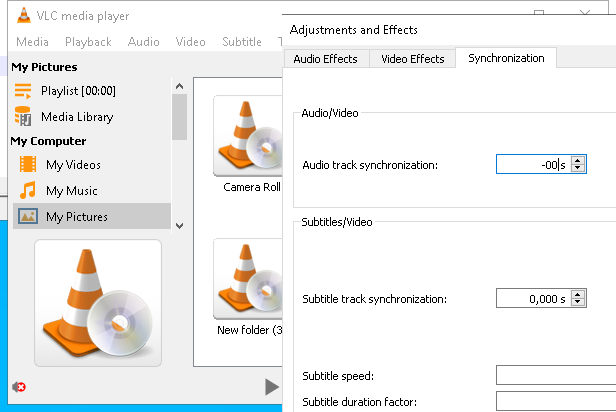 VLC media player
Media Playback Audio Video Subtitle
My Pictures
Playlist [00:00]
Media Library
My Computer
My Videos
My Music
My Pictures
Camera Roll
New folder (3
Adjustments and Effects
Audio Effects Video Effects Synchronization
Audio/Video
Audio track synchronization: -00 s
Subtitles/Video
Subtitle track synchronization: 0,000 s
Subtitle speed:
Subtitle duration factor: